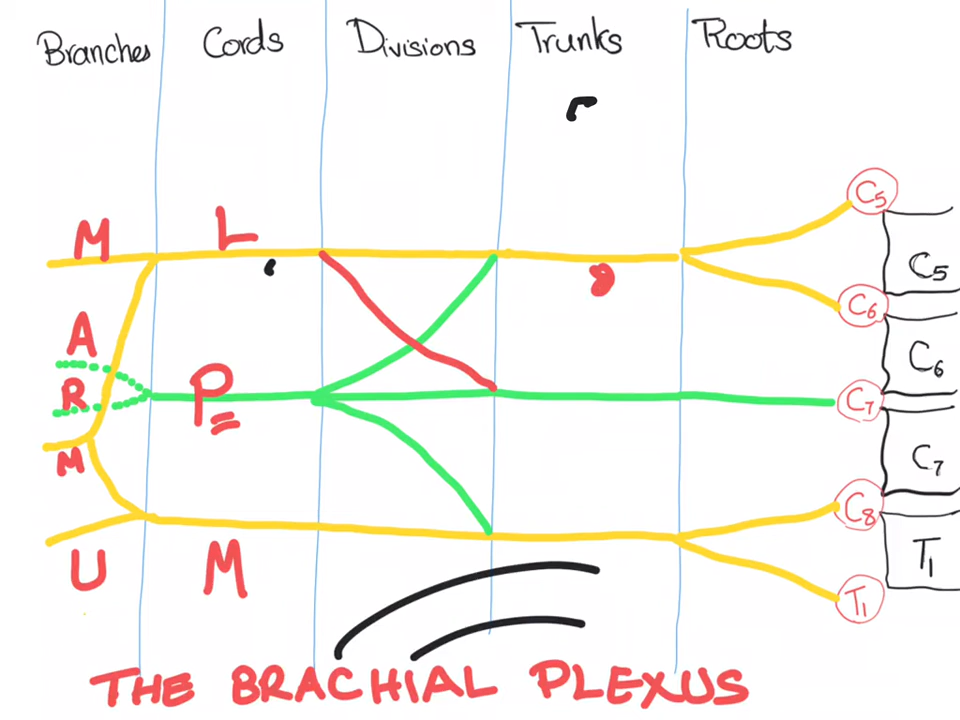 Branches Cords Divisions Trunks Roots
C5
M L
C5
C6
A
C6
R P C7
M
C7
C8
U M
T1
T1
THE BRACHIAL PLEXUS